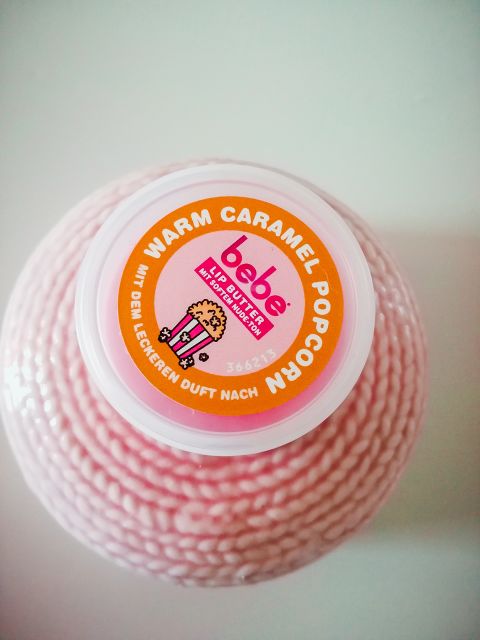 MIT DEM LECKEREN DUFT NACH
WARM CARAMEL POPCORN
bebe®
LIP BUTTER
MIT SOFTEM NUDE-TON
366213